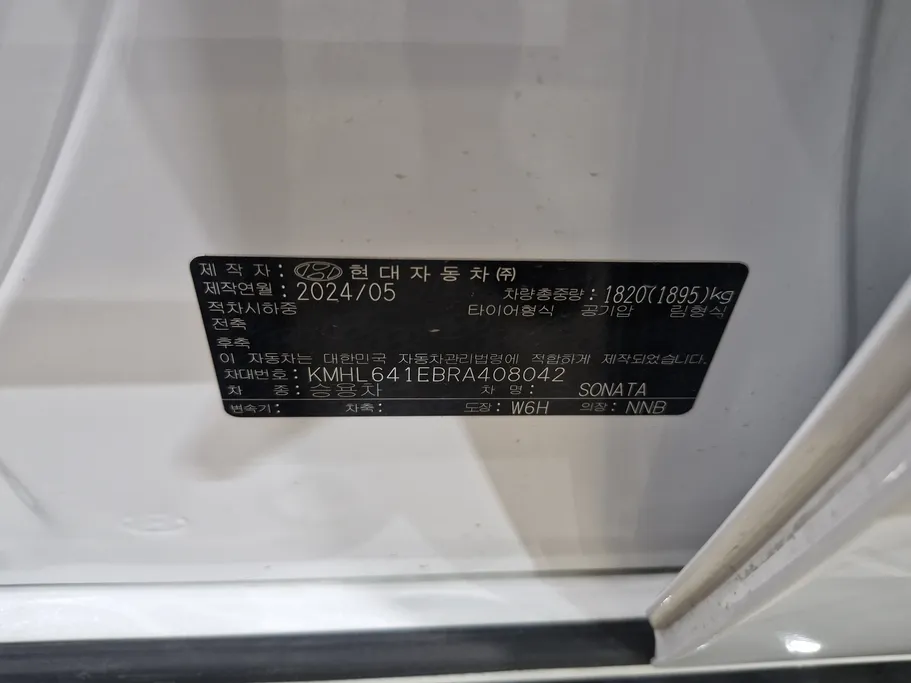 제 작 자 : 현 대 자 동 차 ㈜
제작연월 : 2024/05 차량총중량 : 1820(1895)kg
적차시하중 타이어형식 공기압 림형식
전축
후축
이 자동차는 대한민국 자동차관리법령에 적합하게 제작되었습니다.
차대번호 : KMHL641EBRA408042
차 종 : 승용차 차 명 : SONATA
변속기 : 차축 : 도장 : W6H 의장 : NNB